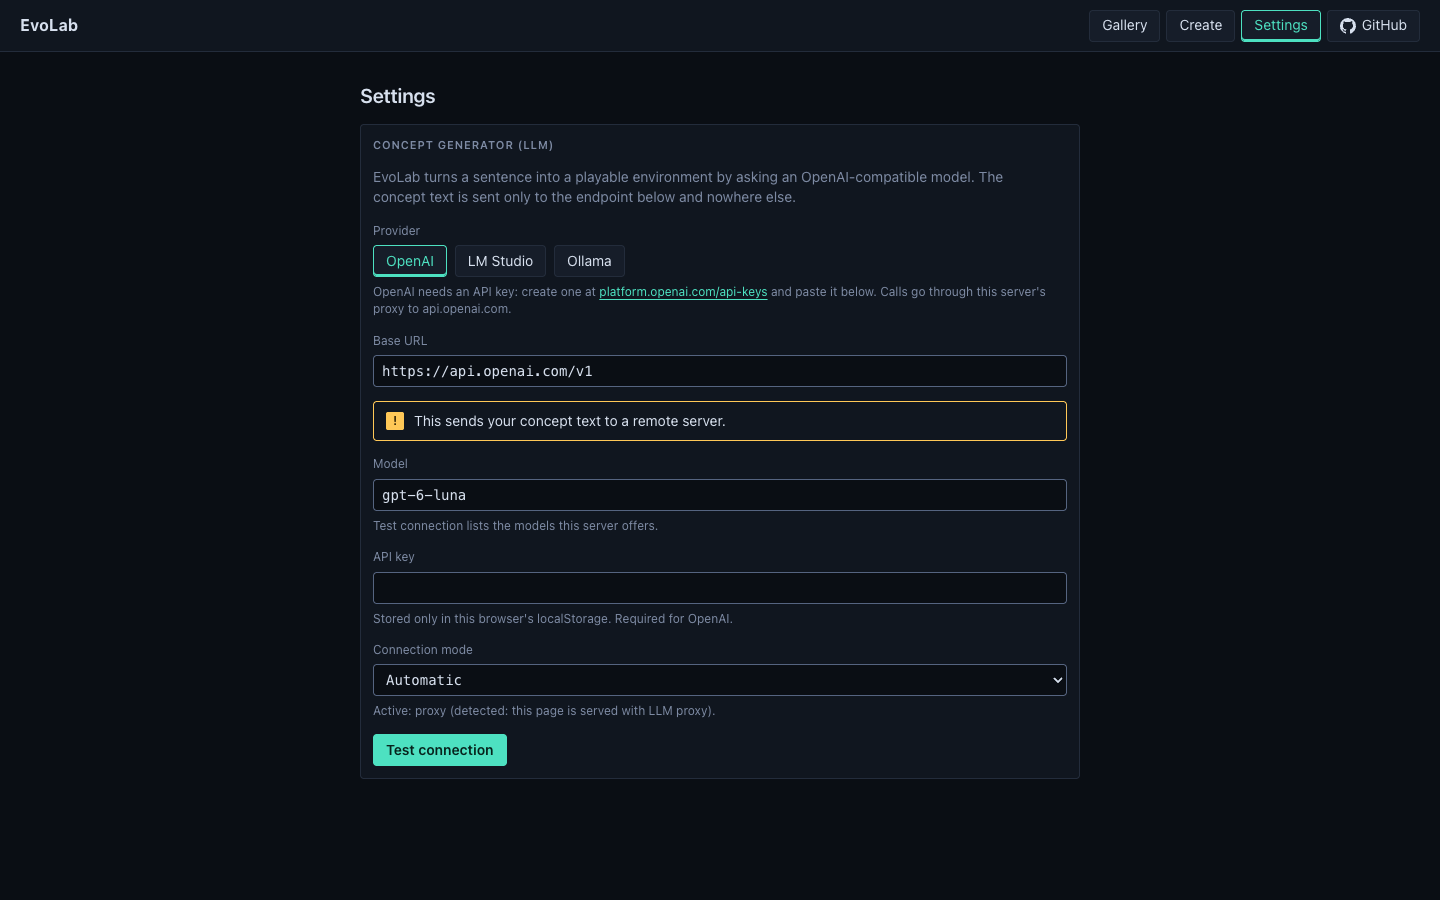 EvoLab
Gallery
Create
Settings
GitHub
Settings
CONCEPT GENERATOR (LLM)
EvoLab turns a sentence into a playable environment by asking an OpenAI-compatible model. The
concept text is sent only to the endpoint below and nowhere else.
Provider
OpenAI
LM Studio
Ollama
OpenAI needs an API key: create one at platform.openai.com/api-keys and paste it below. Calls go through this server's
proxy to api.openai.com.
Base URL
https://api.openai.com/v1
! This sends your concept text to a remote server.
Model
gpt-6-luna
Test connection lists the models this server offers.
API key
Stored only in this browser's localStorage. Required for OpenAI.
Connection mode
Automatic
Active: proxy (detected: this page is served with LLM proxy).
Test connection